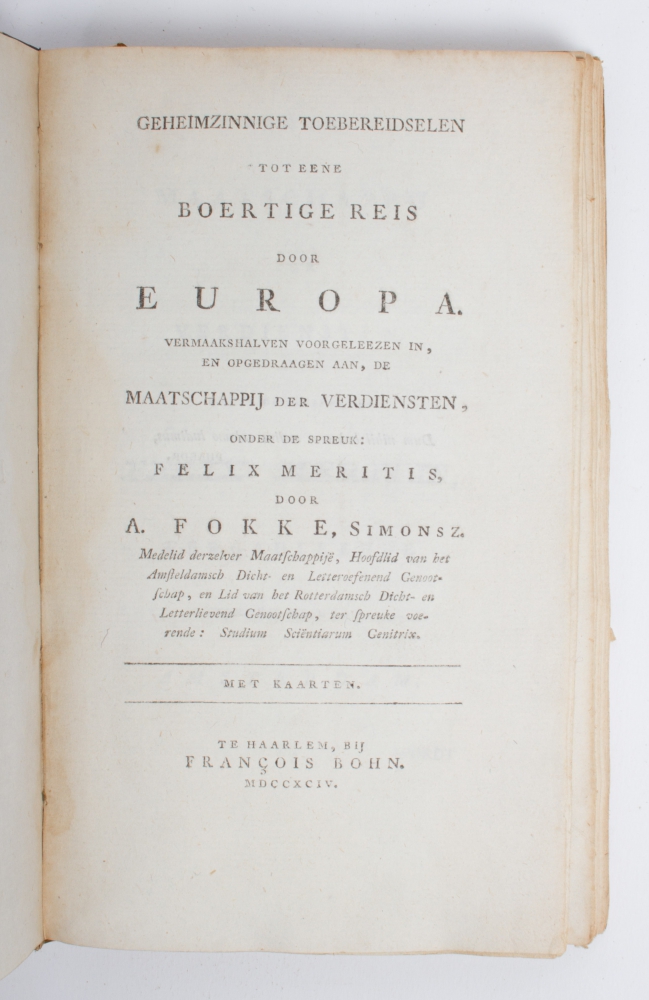 GEHEIMZINNIGE TOEBEREIDSELEN
TOT EENE
BOERTIGE REIS
DOOR
EUROPA.
VERMAAKSHALVEN VOORGELEEZEN IN,
EN OPGEDRAAGEN AAN, DE
MAATSCHAPPIJ DER VERDIENSTEN,
ONDER DE SPREUK:
FELIX MERITIS,
DOOR
A. FOKKE, SIMONSZ.
Medelid derzelver Maatſchappijë, Hoofdlid van het
Amſteldamsch Dicht- en Letteroefenend Genoot-
ſchap, en Lid van het Rotterdamsch Dicht- en
Letterlievend Genootſchap, ter ſpreuke voe-
rende: Studium Sciëntiarum Genitrix.
MET KAARTEN.
TE HAARLEM, BIJ
FRANÇOIS BOHN.
MDCCXCIV.